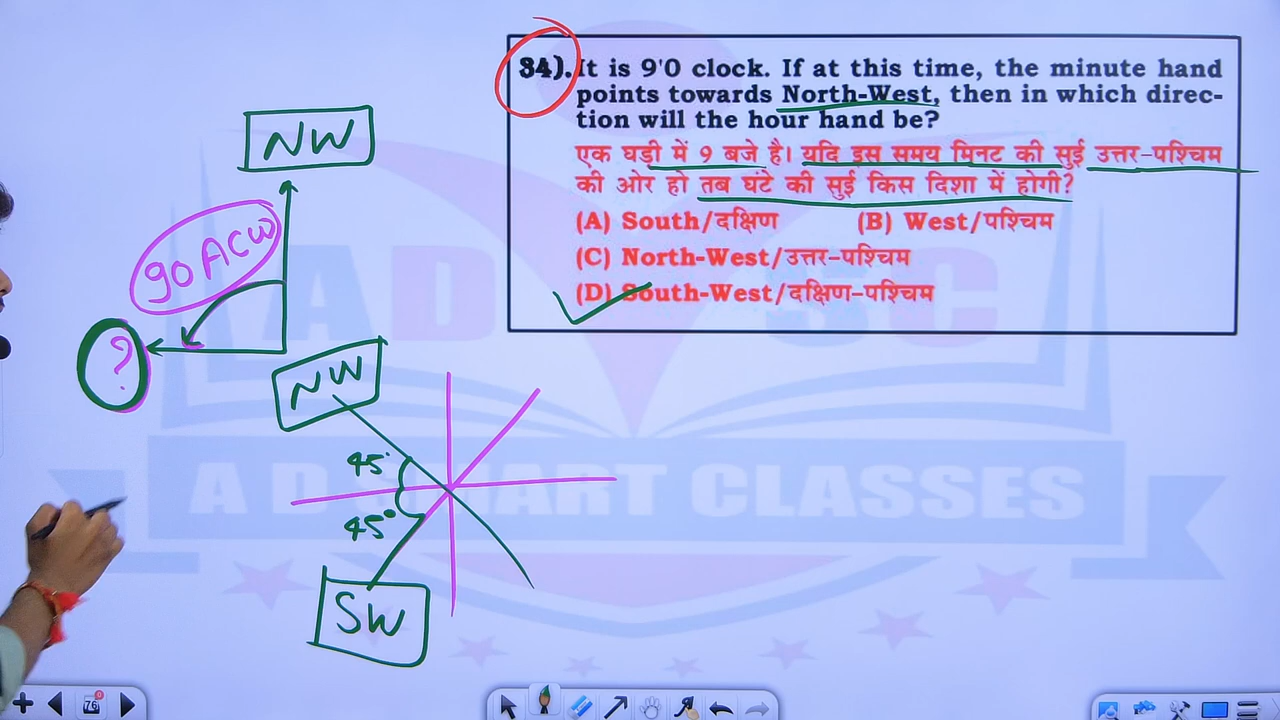 34). It is 9'0 clock. If at this time, the minute hand
points towards North-West, then in which direc-
tion will the hour hand be?
एक घड़ी में 9 बजे है। यदि इस समय मिनट की सुई उत्तर-पश्चिम
की ओर हो तब घंटे की सुई किस दिशा में होगी?
(A) South/दक्षिण (B) West/पश्चिम
(C) North-West/उत्तर-पश्चिम
(D) South-West/दक्षिण-पश्चिम
NW
90 ACW
?
NW
45°
45°
SW
A D SMART CLASSES
76